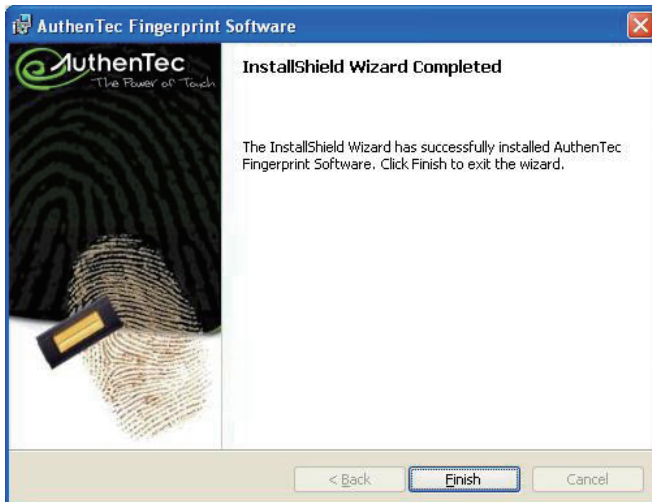 AuthenTec Fingerprint Software
AuthenTec
The Power of Touch
InstallShield Wizard Completed
The InstallShield Wizard has successfully installed AuthenTec
Fingerprint Software. Click Finish to exit the wizard.
< Back
Finish
Cancel